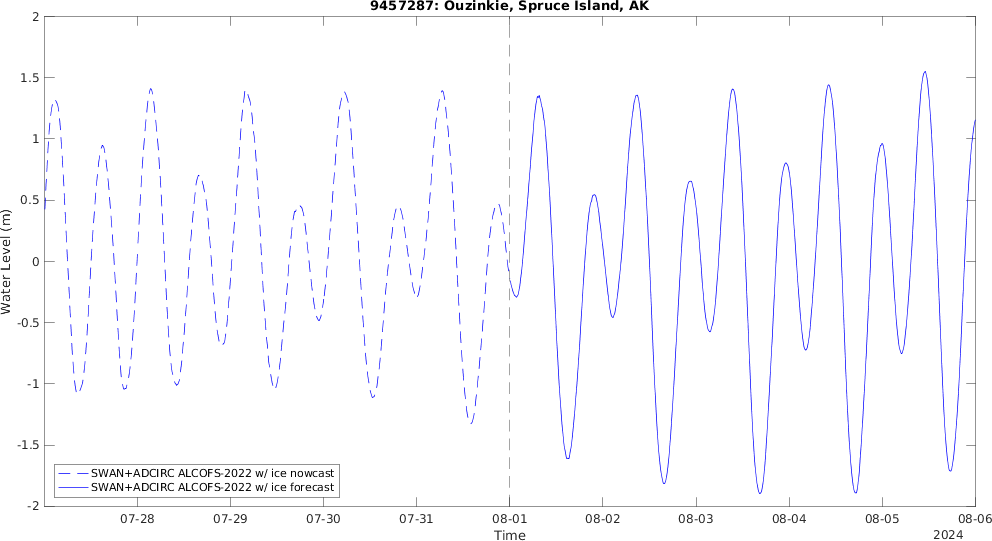 9457287: Ouzinkie, Spruce Island, AK
2
1.5
1
0.5
0
-0.5
-1
-1.5
-2
Water Level (m)
SWAN+ADCIRC ALCOFS-2022 w/ ice nowcast
SWAN+ADCIRC ALCOFS-2022 w/ ice forecast
07-28 07-29 07-30 07-31 08-01 08-02 08-03 08-04 08-05 08-06
Time
2024